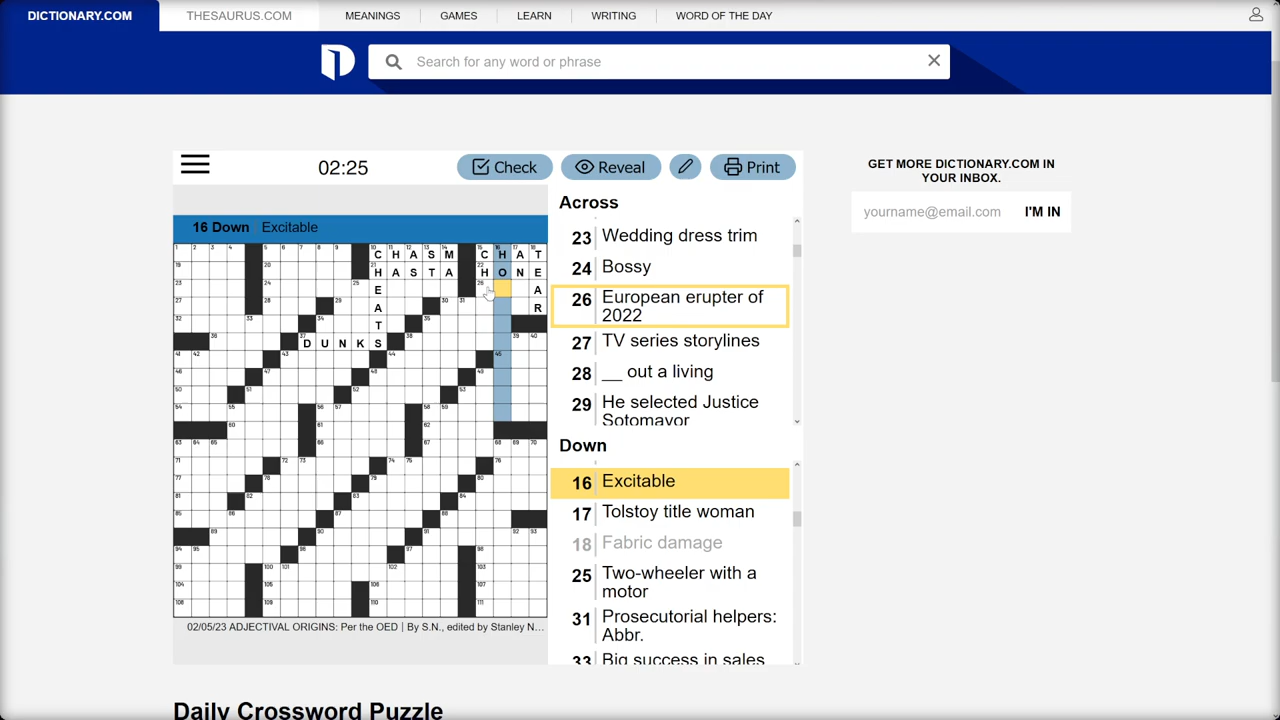 DICTIONARY.COM
THESAURUS.COM
MEANINGS
GAMES
LEARN
WRITING
WORD OF THE DAY
Search for any word or phrase
GET MORE DICTIONARY.COM IN
YOUR INBOX.
yourname@email.com
I'M IN
02:25
Check
Reveal
Print
16 Down Excitable
C H A S M C H A T
H A S T A H O N E
E A
A R
T
D U N K S
Across
23 Wedding dress trim
24 Bossy
26 European erupter of
2022
27 TV series storylines
28 __ out a living
29 He selected Justice
Sotomayor
Down
16 Excitable
17 Tolstoy title woman
18 Fabric damage
25 Two-wheeler with a
motor
31 Prosecutorial helpers:
Abbr.
33 Big success in sales
02/05/23 ADJECTIVAL ORIGINS: Per the OED | By S.N., edited by Stanley N...
Daily Crossword Puzzle